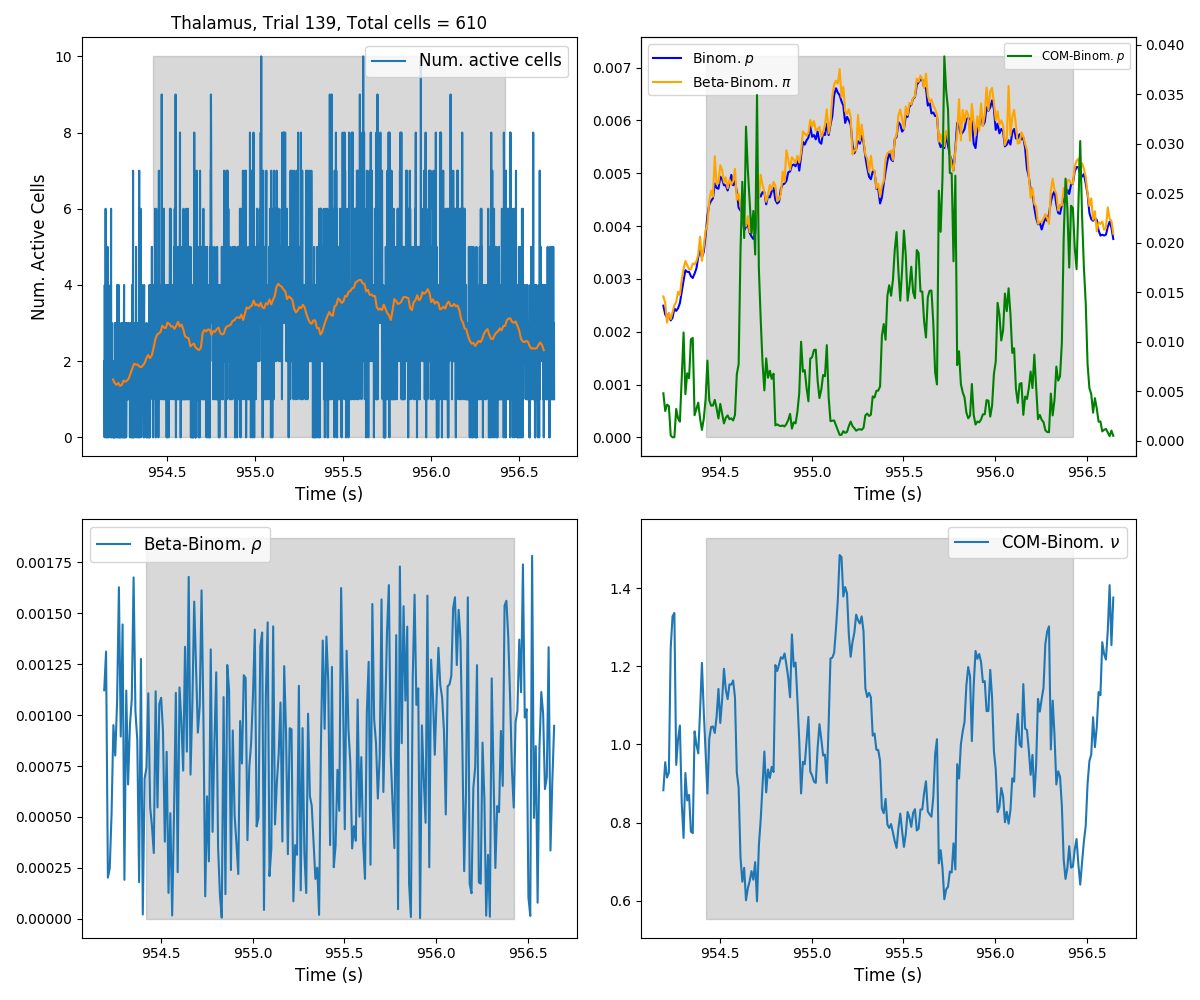 Thalamus, Trial 139, Total cells = 610
Num. Active Cells
10
8
6
4
2
0
Num. active cells
954.5 955.0 955.5 956.0 956.5
Time (s)
Binom. p
Beta-Binom. π
COM-Binom. p
0.007
0.006
0.005
0.004
0.003
0.002
0.001
0.000
0.040
0.035
0.030
0.025
0.020
0.015
0.010
0.005
0.000
954.5 955.0 955.5 956.0 956.5
Time (s)
Beta-Binom. ρ
0.00175
0.00150
0.00125
0.00100
0.00075
0.00050
0.00025
0.00000
954.5 955.0 955.5 956.0 956.5
Time (s)
COM-Binom. ν
1.4
1.2
1.0
0.8
0.6
954.5 955.0 955.5 956.0 956.5
Time (s)